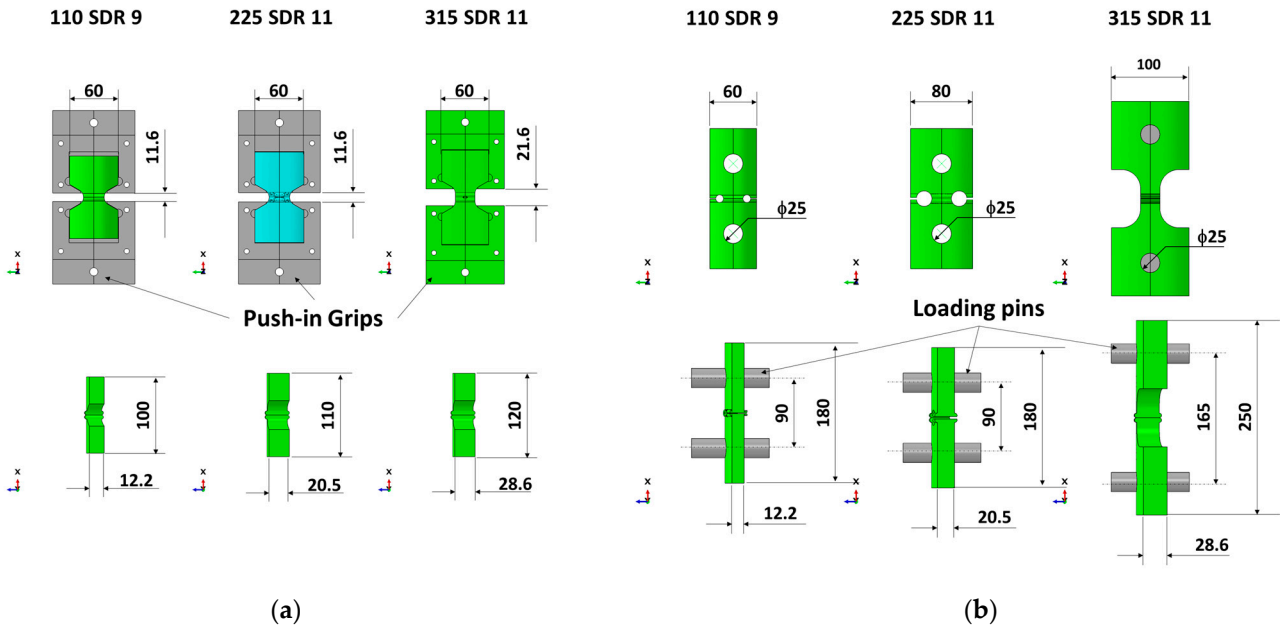 110 SDR 9
225 SDR 11
315 SDR 11
60
60
60
11.6
11.6
21.6
X
Z
X
Z
X
Z
Push-in Grips
100
110
120
X
Y
X
Y
X
Y
12.2
20.5
28.6
(a)
110 SDR 9
225 SDR 11
315 SDR 11
60
80
100
ϕ25
ϕ25
ϕ25
X
Z
X
Z
X
Z
Loading pins
90
180
90
180
165
250
X
Y
X
Y
X
Y
12.2
20.5
28.6
(b)